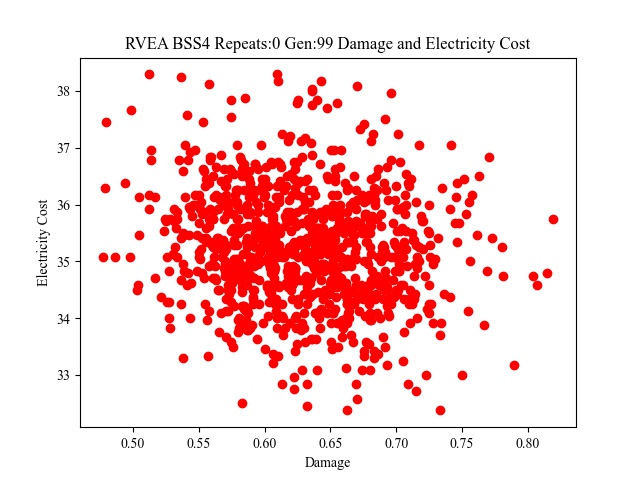 RVEA BSS4 Repeats:0 Gen:99 Damage and Electricity Cost
38
37
36
35
34
33
Electricity Cost
0.50 0.55 0.60 0.65 0.70 0.75 0.80
Damage